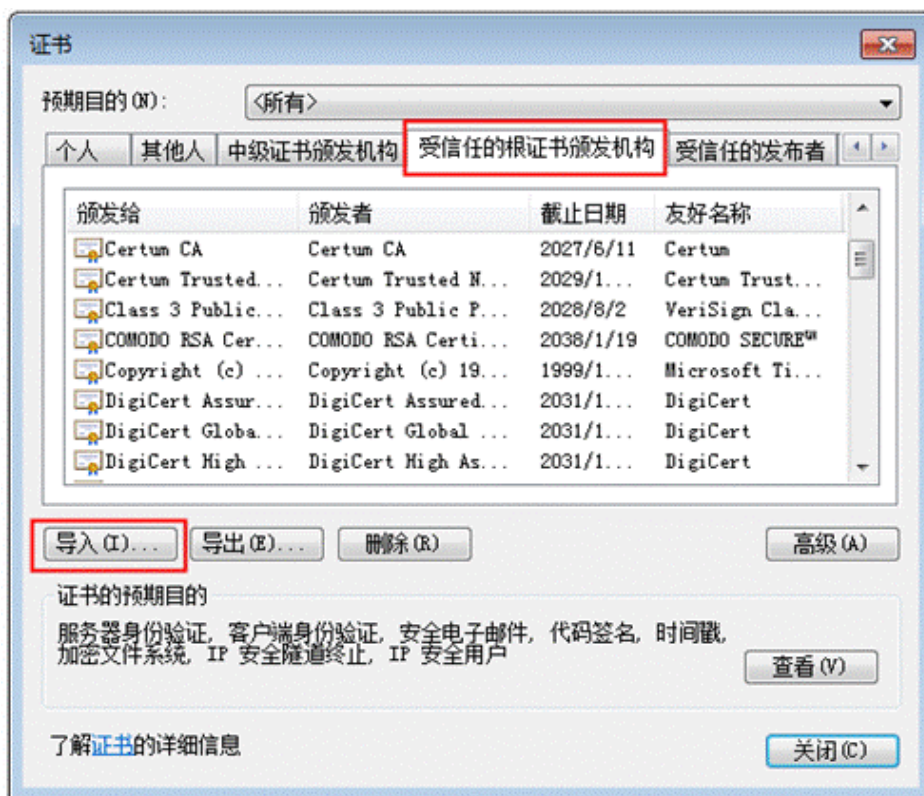 证书
预期目的(N): <所有>
个人 其他人 中级证书颁发机构 受信任的根证书颁发机构 受信任的发布者
颁发给 颁发者 截止日期 友好名称
Certum CA Certum CA 2027/6/11 Certum
Certum Trusted... Certum Trusted N... 2029/1... Certum Trust...
Class 3 Public... Class 3 Public P... 2028/8/2 VeriSign Cla...
COMODO RSA Cer... COMODO RSA Certi... 2038/1/19 COMODO SECURE™
Copyright (c) ... Copyright (c) 19... 1999/1... Microsoft Ti...
DigiCert Assur... DigiCert Assured... 2031/1... DigiCert
DigiCert Globa... DigiCert Global ... 2031/1... DigiCert
DigiCert High ... DigiCert High As... 2031/1... DigiCert
导入(I)... 导出(E)... 删除(R) 高级(A)
证书的预期目的
服务器身份验证, 客户端身份验证, 安全电子邮件, 代码签名, 时间戳,
加密文件系统, IP 安全隧道终止, IP 安全用户
查看(V)
了解证书的详细信息
关闭(C)